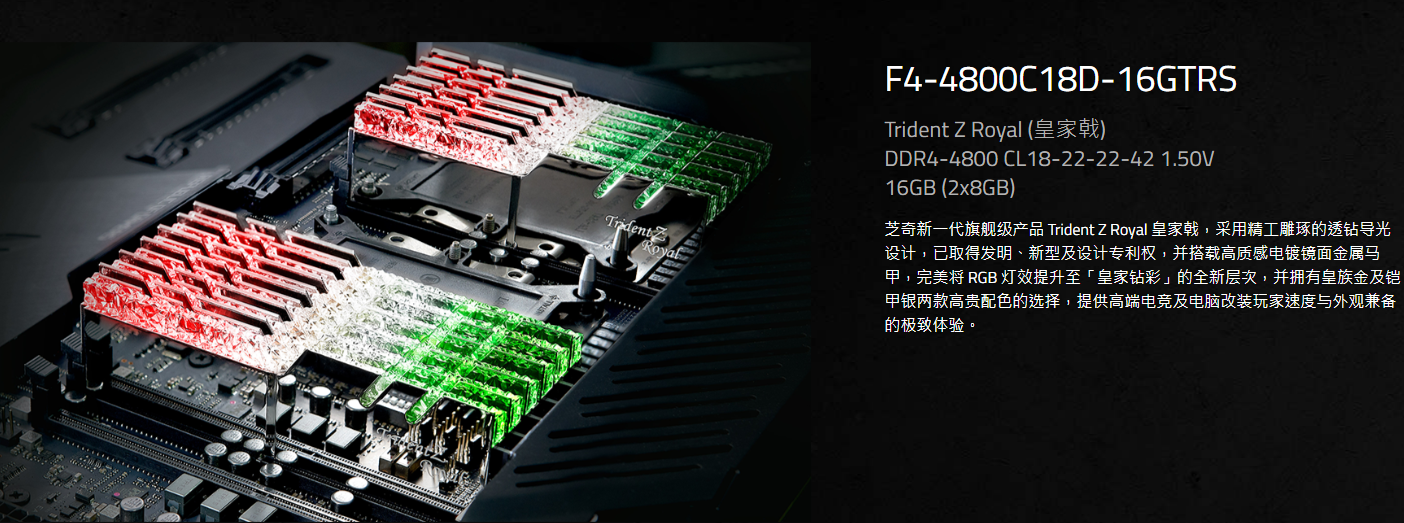 F4-4800C18D-16GTRS
Trident Z Royal (皇家戟)
DDR4-4800 CL18-22-22-42 1.50V
16GB (2x8GB)
芝奇新一代旗舰级产品 Trident Z Royal 皇家戟，采用精工雕琢的透钻导光
设计，已取得发明、新型及设计专利权，并搭载高质感电镀镜面金属马
甲，完美将 RGB 灯效提升至「皇家钻彩」的全新层次，并拥有皇族金及铠
甲银两款高贵配色的选择，提供高端电竞及电脑改装玩家速度与外观兼备
的极致体验。
Trident Z
Royal